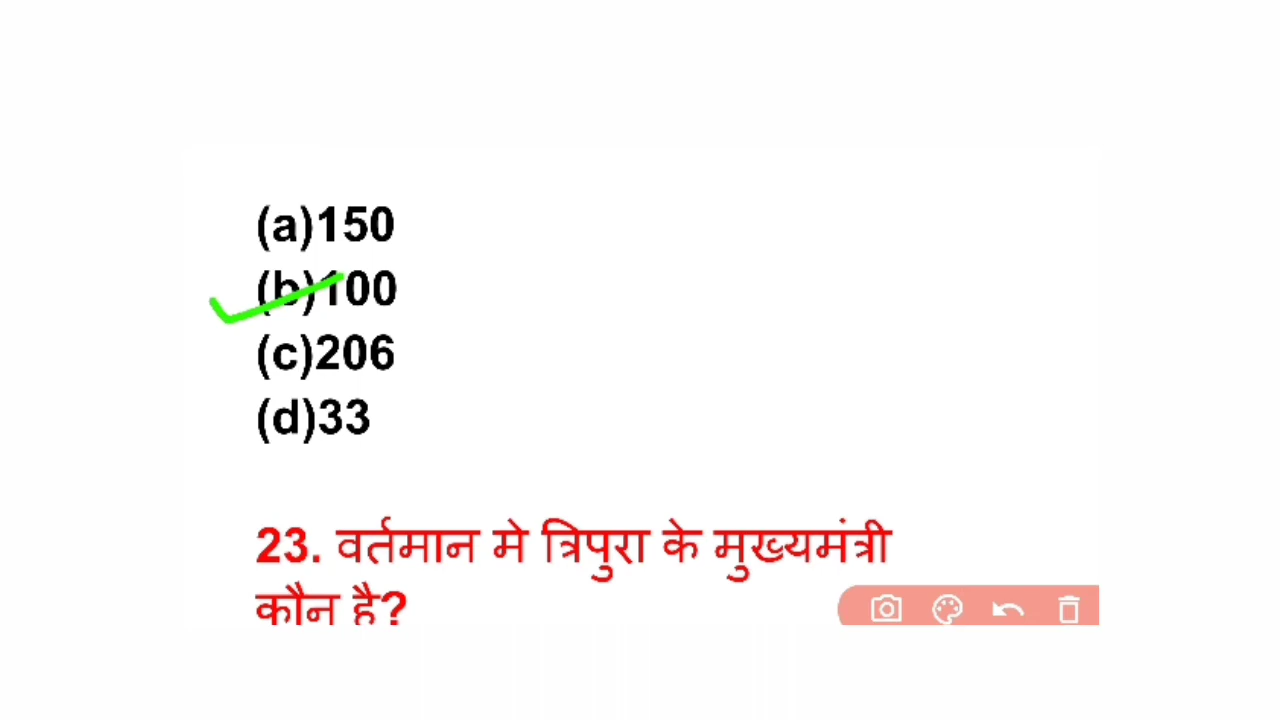 (a)150
(b)100
(c)206
(d)33
23. वर्तमान मे त्रिपुरा के मुख्यमंत्री
कौन है?